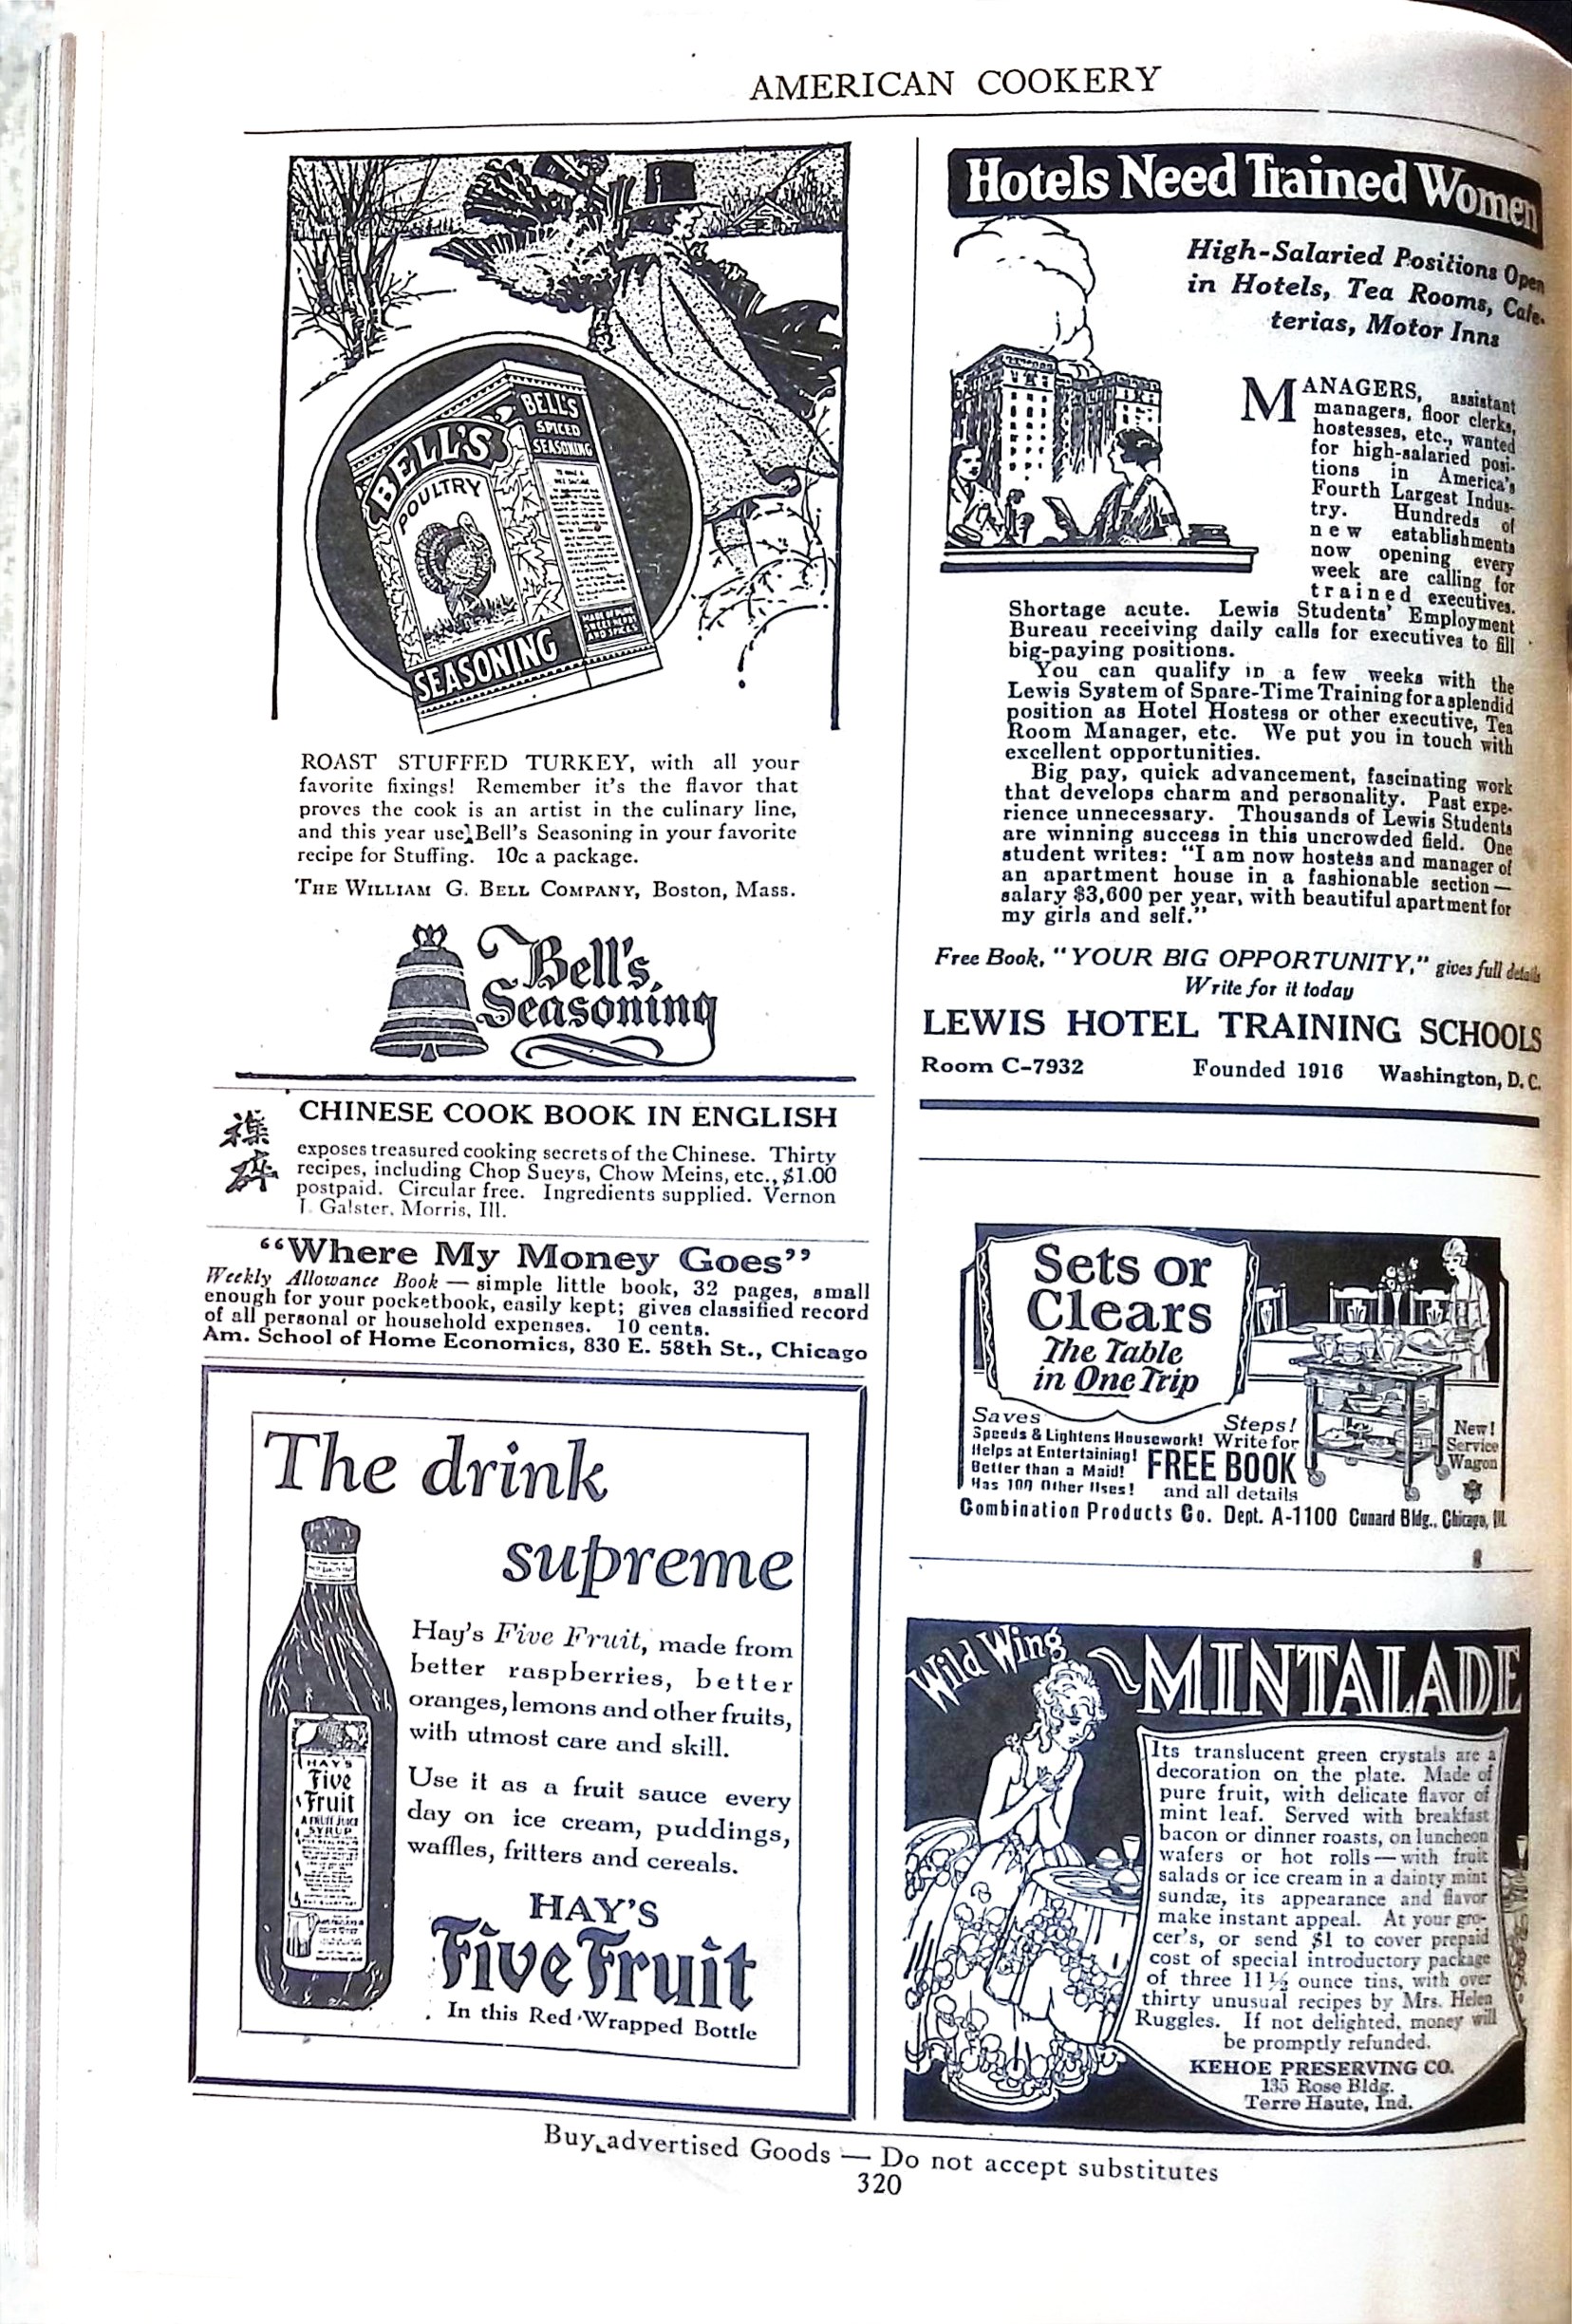 AMERICAN COOKERY
BELL'S
POULTRY
SEASONING
BELL'S
SPICED
SEASONING
ROAST STUFFED TURKEY, with all your
favorite fixings! Remember it's the flavor that
proves the cook is an artist in the culinary line,
and this year use Bell's Seasoning in your favorite
recipe for Stuffing. 10c a package.
THE WILLIAM G. BELL COMPANY, Boston, Mass.
Bell's
Seasoning
CHINESE COOK BOOK IN ENGLISH
雜
碎
exposes treasured cooking secrets of the Chinese. Thirty
recipes, including Chop Sueys, Chow Meins, etc., $1.00
postpaid. Circular free. Ingredients supplied. Vernon
J. Galster, Morris, Ill.
"Where My Money Goes"
Weekly Allowance Book — simple little book, 32 pages, small
enough for your pocketbook, easily kept; gives classified record
of all personal or household expenses. 10 cents.
Am. School of Home Economics, 830 E. 58th St., Chicago
The drink
supreme
Hay's Five Fruit, made from
better raspberries, better
oranges, lemons and other fruits,
with utmost care and skill.
Use it as a fruit sauce every
day on ice cream, puddings,
waffles, fritters and cereals.
HAY'S
Five Fruit
In this Red-Wrapped Bottle
HAY'S
Five
Fruit
A FRUIT JUICE
SYRUP
Hotels Need Trained Women
High-Salaried Positions Open
in Hotels, Tea Rooms, Cafe-
terias, Motor Inns
MANAGERS, assistant
managers, floor clerks,
hostesses, etc., wanted
for high-salaried posi-
tions in America's
Fourth Largest Indus-
try. Hundreds of
new establishments
now opening every
week are calling for
trained executives.
Shortage acute. Lewis Students' Employment
Bureau receiving daily calls for executives to fill
big-paying positions.
You can qualify in a few weeks with the
Lewis System of Spare-Time Training for a splendid
position as Hotel Hostess or other executive, Tea
Room Manager, etc. We put you in touch with
excellent opportunities.
Big pay, quick advancement, fascinating work
that develops charm and personality. Past expe-
rience unnecessary. Thousands of Lewis Students
are winning success in this uncrowded field. One
student writes: "I am now hostess and manager of
an apartment house in a fashionable section—
salary $3,600 per year, with beautiful apartment for
my girls and self."
Free Book, "YOUR BIG OPPORTUNITY," gives full details
Write for it today
LEWIS HOTEL TRAINING SCHOOLS
Room C-7932 Founded 1916 Washington, D. C.
Sets or
Clears
The Table
in One Trip
Saves Steps!
Speeds & Lightens Housework! Write for
Helps at Entertaining! FREE BOOK
Better than a Maid!
Has 100 Other Uses! and all details
New!
Service
Wagon
Combination Products Co. Dept. A-1100 Cunard Bldg., Chicago, Ill.
Wild Wing
MINTALADE
Its translucent green crystals are a
decoration on the plate. Made of
pure fruit, with delicate flavor of
mint leaf. Served with breakfast
bacon or dinner roasts, on luncheon
wafers or hot rolls—with fruit
salads or ice cream in a dainty mint
sundæ, its appearance and flavor
make instant appeal. At your gro-
cer's, or send $1 to cover prepaid
cost of special introductory package
of three 11½ ounce tins, with over
thirty unusual recipes by Mrs. Helen
Ruggles. If not delighted, money will
be promptly refunded.
KEHOE PRESERVING CO.
135 Rose Bldg.
Terre Haute, Ind.
Buy advertised Goods — Do not accept substitutes
320